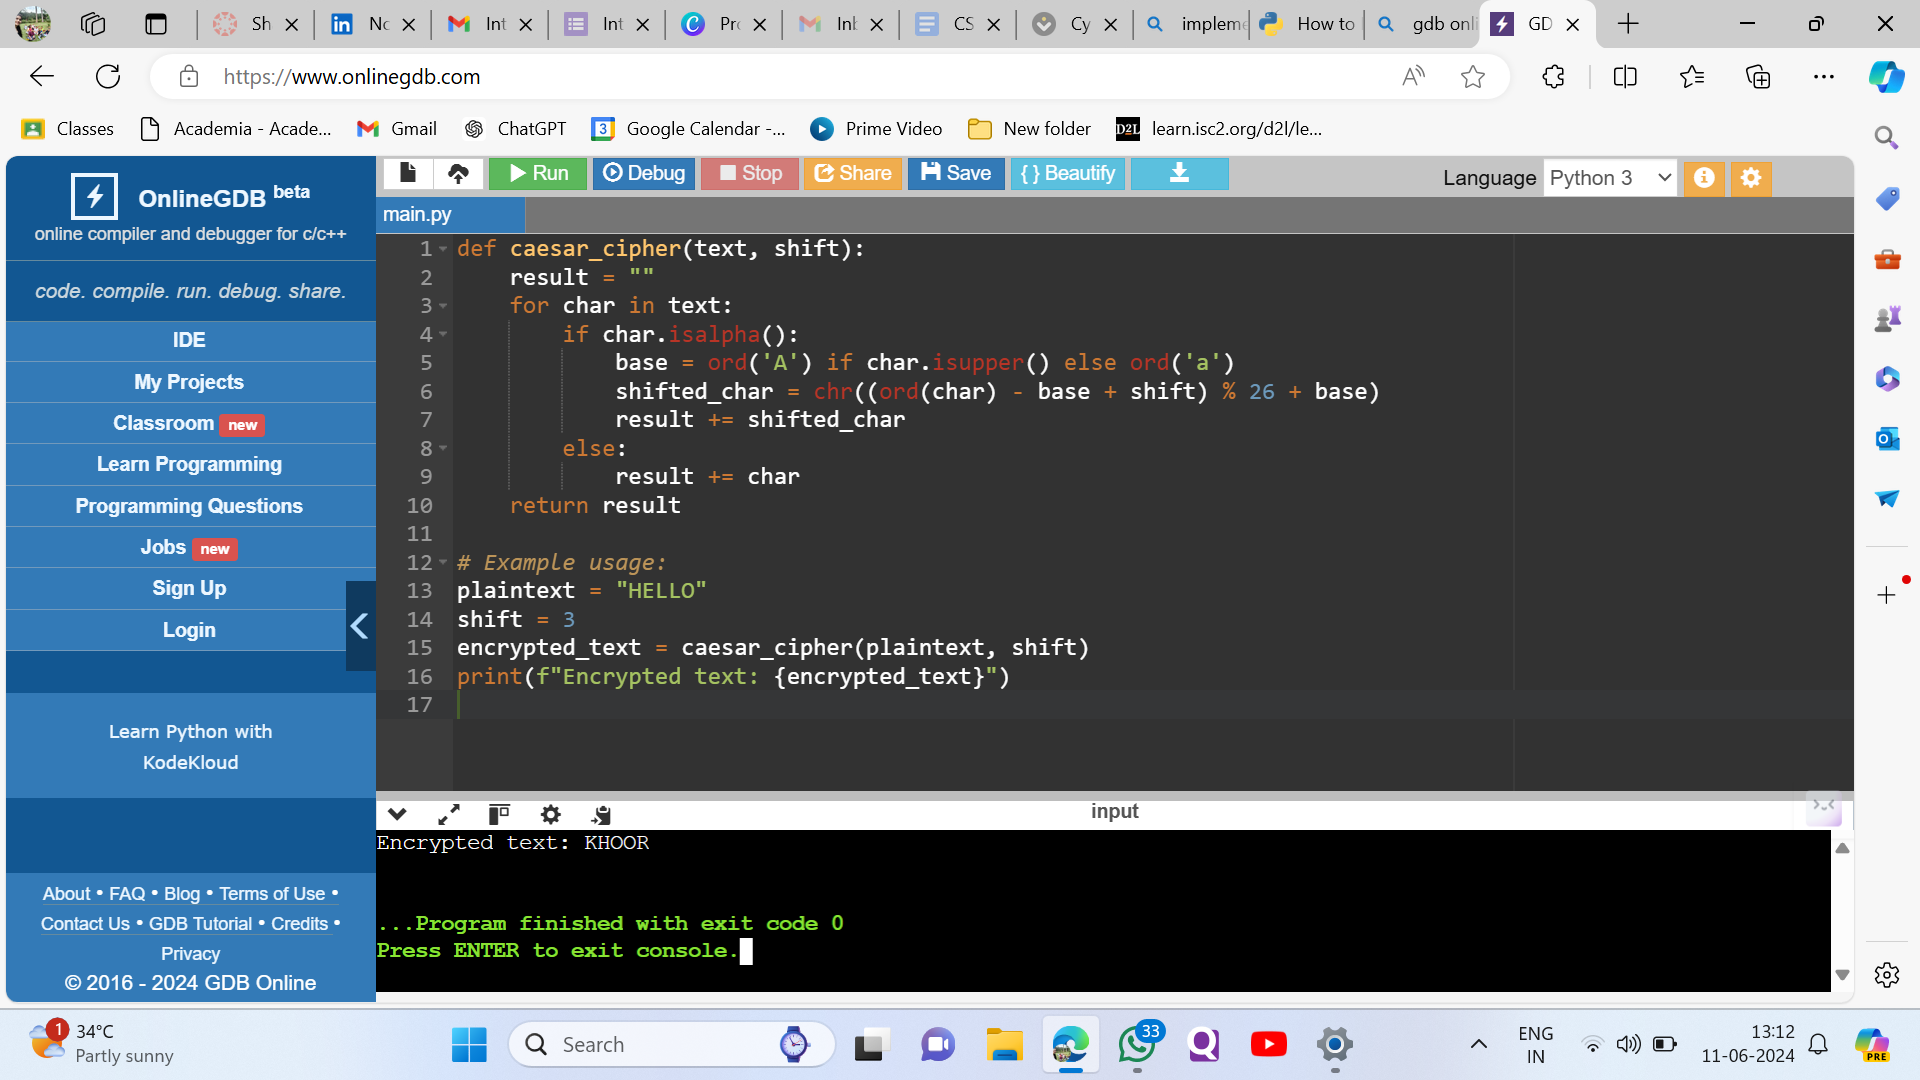 Sh
Nc
Int
Int
Pro
Inb
CS
Cy
impleme
How to
gdb onli
GD
https://www.onlinegdb.com
Classes
Academia - Acade...
Gmail
ChatGPT
3
Google Calendar -...
Prime Video
New folder
D2L
learn.isc2.org/d2l/le...
OnlineGDB beta
online compiler and debugger for c/c++
code. compile. run. debug. share.
IDE
My Projects
Classroom new
Learn Programming
Programming Questions
Jobs new
Sign Up
Login
Learn Python with
KodeKloud
About • FAQ • Blog • Terms of Use •
Contact Us • GDB Tutorial • Credits •
Privacy
© 2016 - 2024 GDB Online
Run
Debug
Stop
Share
Save
{ } Beautify
Language
Python 3
main.py
1 def caesar_cipher(text, shift):
2     result = ""
3     for char in text:
4         if char.isalpha():
5             base = ord('A') if char.isupper() else ord('a')
6             shifted_char = chr((ord(char) - base + shift) % 26 + base)
7             result += shifted_char
8         else:
9             result += char
10     return result
11
12 # Example usage:
13 plaintext = "HELLO"
14 shift = 3
15 encrypted_text = caesar_cipher(plaintext, shift)
16 print(f"Encrypted text: {encrypted_text}")
17
input
Encrypted text: KHOOR
...Program finished with exit code 0
Press ENTER to exit console.
1
34°C
Partly sunny
Search
33
ENG
IN
13:12
11-06-2024
PRE